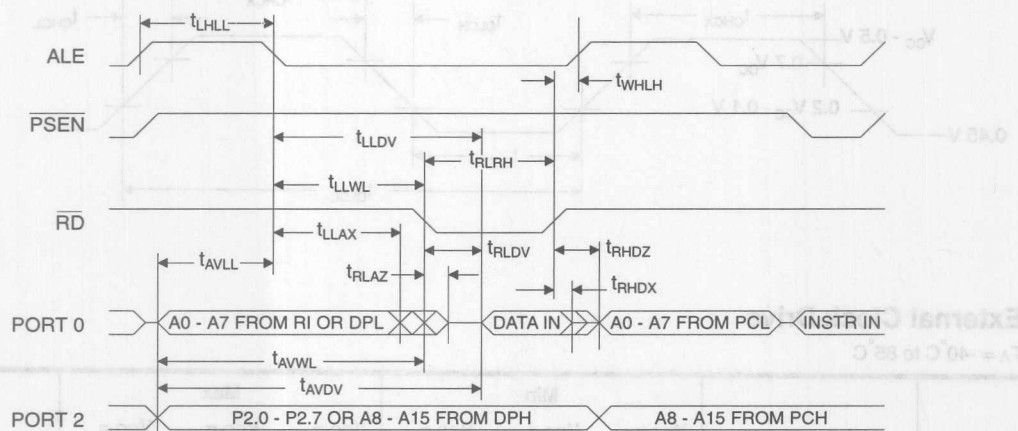 tLHLL
ALE
tWHLH
PSEN
tLLDV
tRLRH
tLLWL
RD
tLLAX
tRLDV
tRHDZ
tAVLL
tRLAZ
tRHDX
PORT 0
A0 - A7 FROM RI OR DPL
DATA IN
A0 - A7 FROM PCL
INSTR IN
tAVWL
tAVDV
PORT 2
P2.0 - P2.7 OR A8 - A15 FROM DPH
A8 - A15 FROM PCH